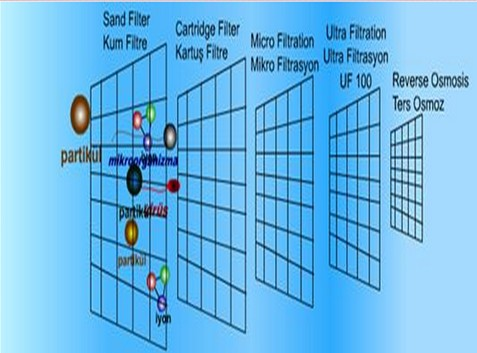 Sand Filter
Kum Filtre
Cartridge Filter
Kartuş Filtre
Micro Filtration
Mikro Filtrasyon
Ultra Filtration
Ultra Filtrasyon
UF 100
Reverse Osmosis
Ters Osmoz
partikül
mikroorganizma
partikül
virüs
partikül
iyon